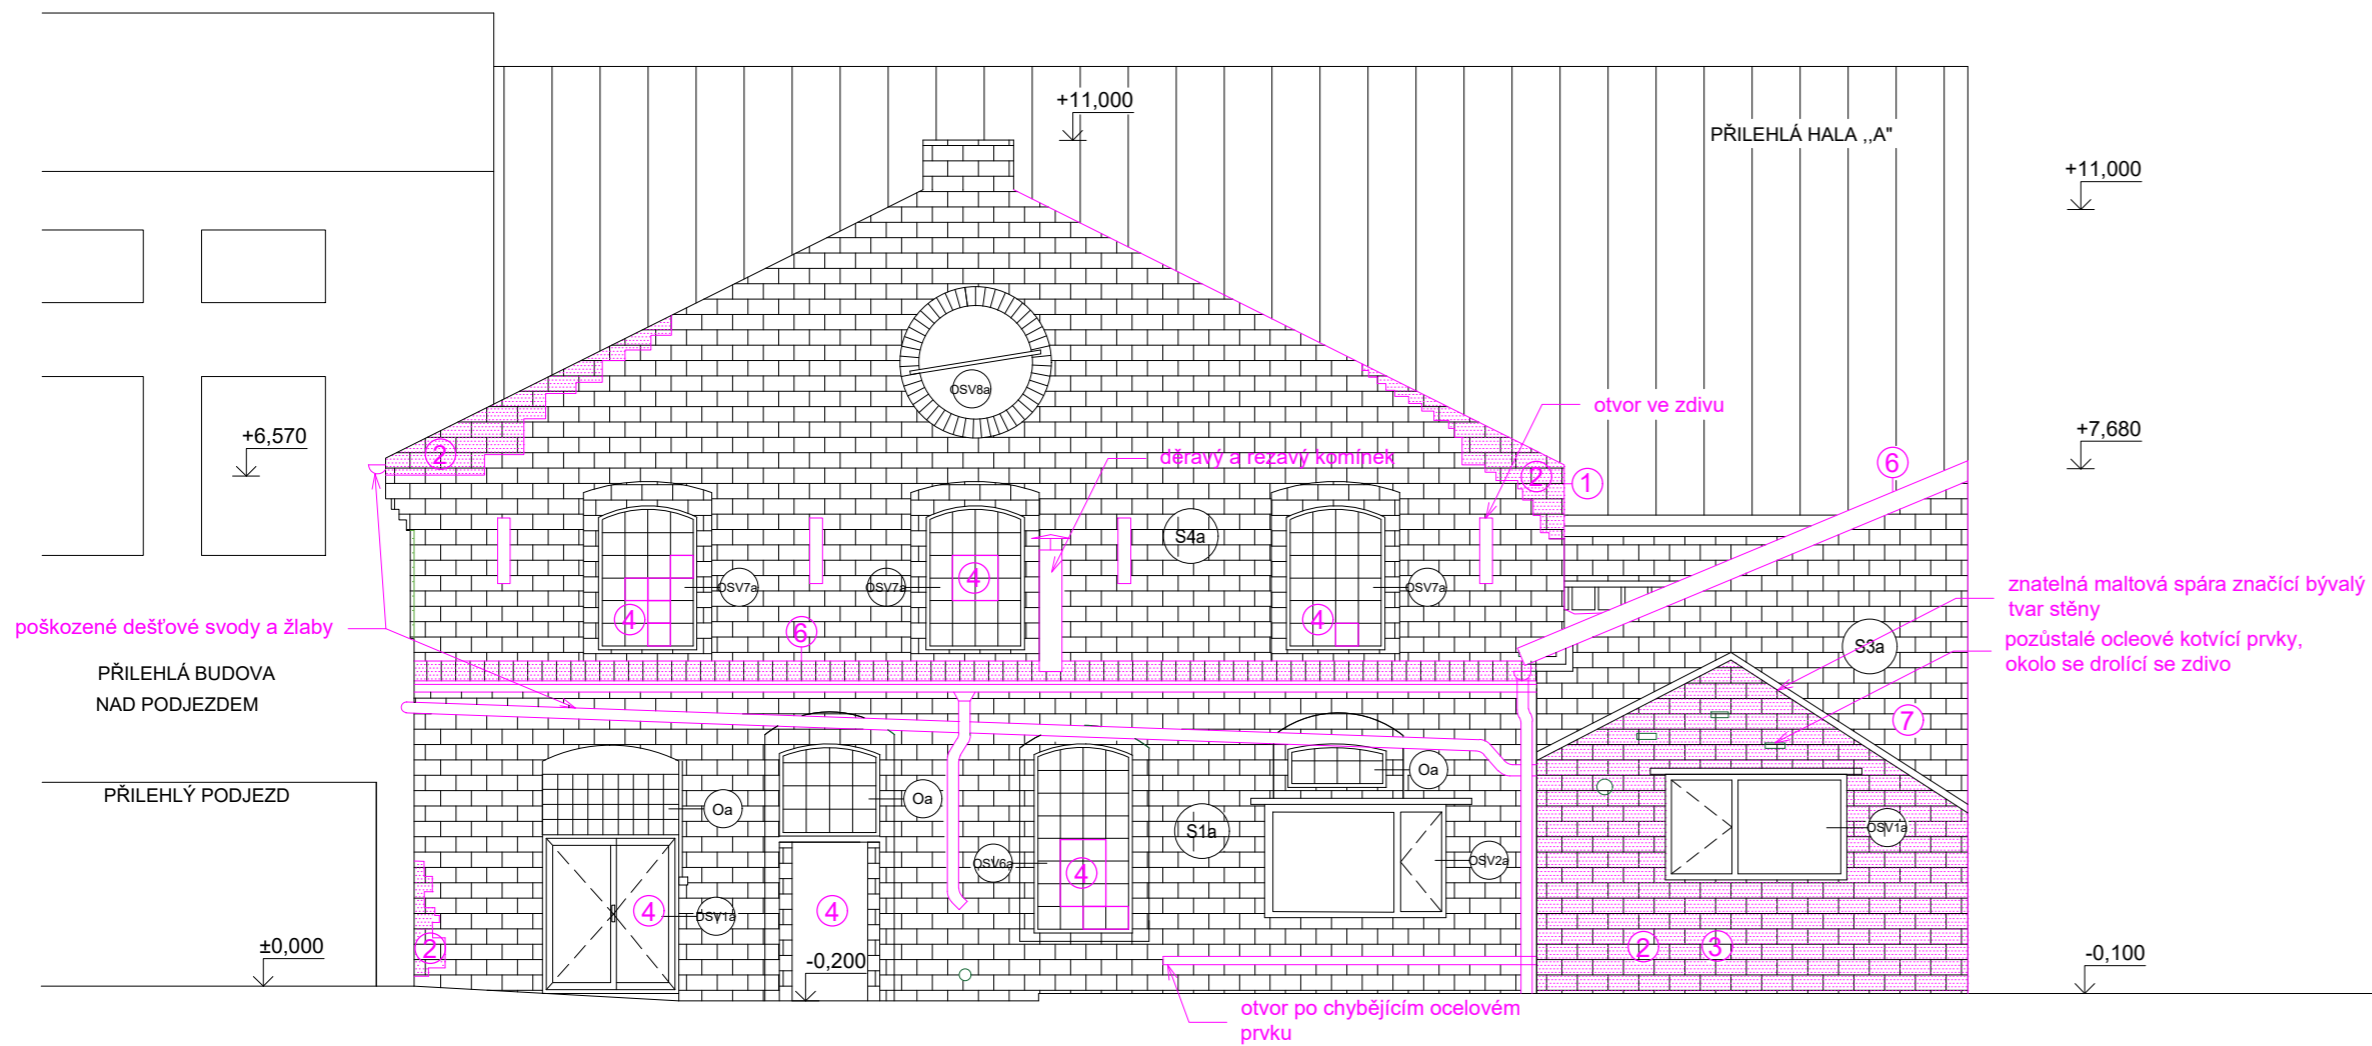 +11,000
PŘILEHLÁ HALA ,,A"
+11,000
otvor ve zdivu
+6,570
+7,680
OSV8a
2
děravý a rezavý komínek
2
1
6
S4a
OSV7a
OSV7a
OSV7a
4
4
4
6
znatelná maltová spára značící bývalý
tvar stěny
poškozené dešťové svody a žlaby
S3a
pozůstalé ocleové kotvící prvky,
okolo se drolící se zdivo
PŘILEHLÁ BUDOVA
NAD PODJEZDEM
7
PŘILEHLÝ PODJEZD
Oa
Oa
Oa
S1a
OSV1a
OSV6a
4
OSV2a
4
OSV1a
4
2
2
3
±0,000
-0,200
-0,100
otvor po chybějícím ocelovém
prvku